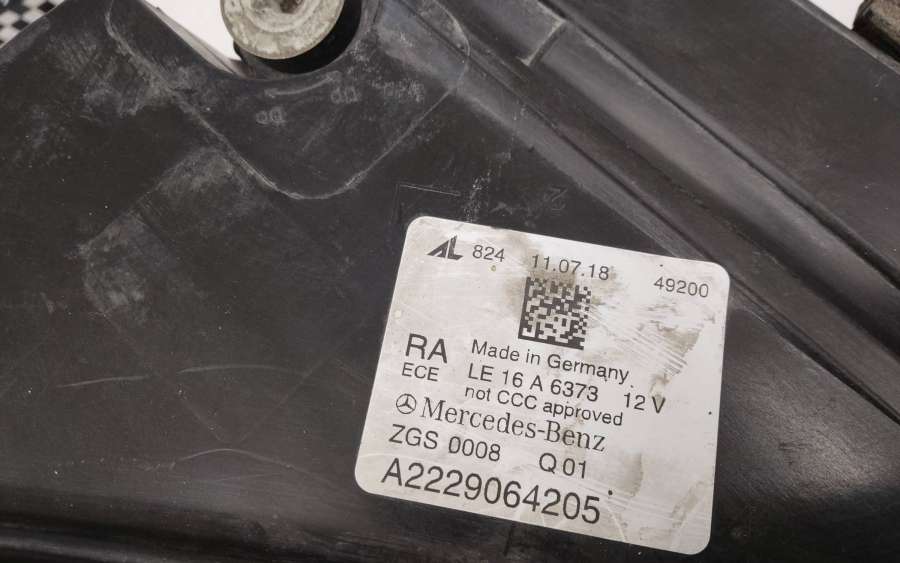 AL 824 11.07.18 49200
RA Made in Germany
ECE LE 16 A 6373 12 V
not CCC approved
Mercedes-Benz
ZGS 0008 Q 01
A2229064205